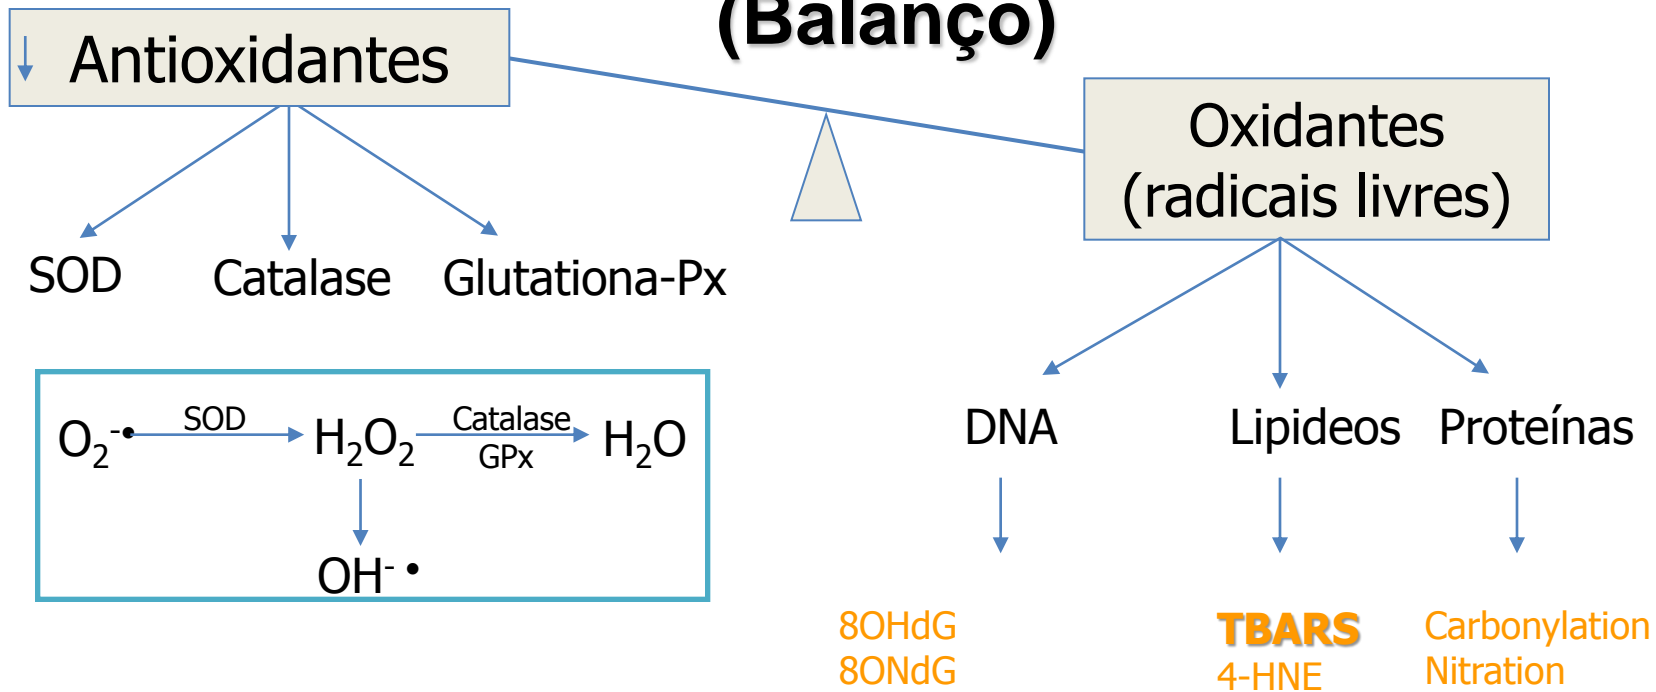 (Balanço)
Antioxidantes
Oxidantes
(radicais livres)
SOD Catalase Glutationa-Px
O₂⁻• SOD H₂O₂ Catalase GPx H₂O
OH⁻ •
DNA Lipideos Proteínas
8OHdG TBARS Carbonylation
8ONdG 4-HNE Nitration